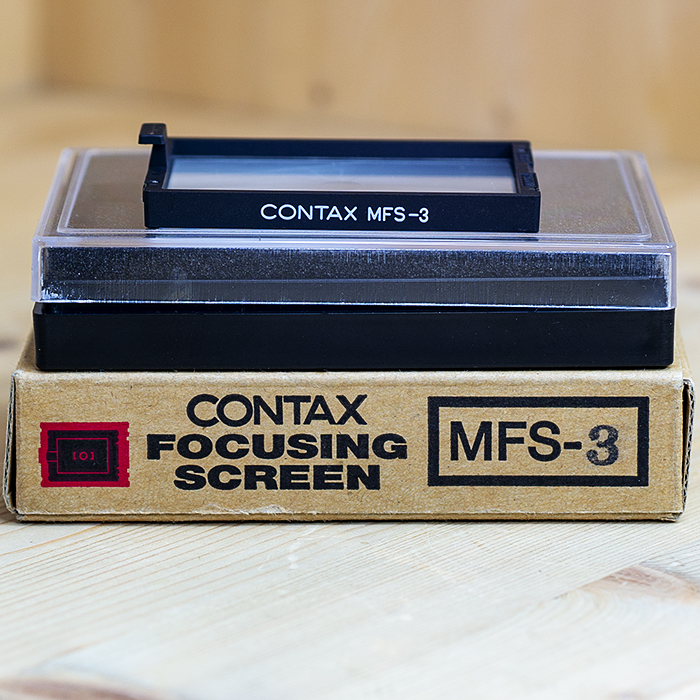 CONTAX MFS-3
CONTAX
FOCUSING
SCREEN
MFS-3